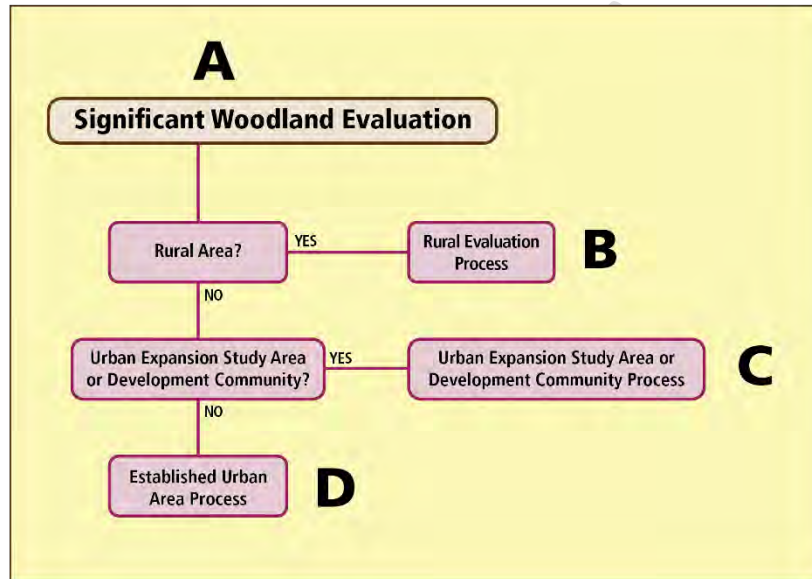 A
Significant Woodland Evaluation
Rural Area?
YES
Rural Evaluation
Process
B
NO
Urban Expansion Study Area
or Development Community?
YES
Urban Expansion Study Area or
Development Community Process
C
NO
Established Urban
Area Process
D